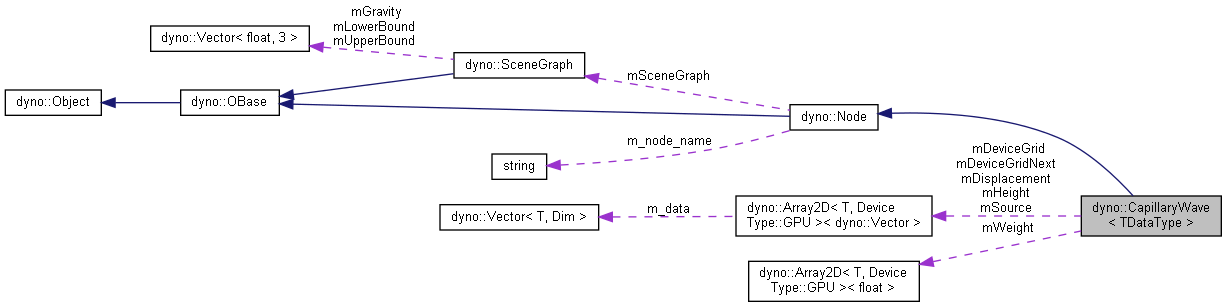 mGravity
mLowerBound
mUpperBound
dyno::Vector< float, 3 >
dyno::SceneGraph
mSceneGraph
dyno::Object
dyno::OBase
dyno::Node
m_node_name
string
mDeviceGrid
mDeviceGridNext
mDisplacement
mHeight
mSource
dyno::Vector< T, Dim >
m_data
dyno::Array2D< T, Device
Type::GPU >< dyno::Vector >
dyno::CapillaryWave
< TDataType >
mWeight
dyno::Array2D< T, Device
Type::GPU >< float >